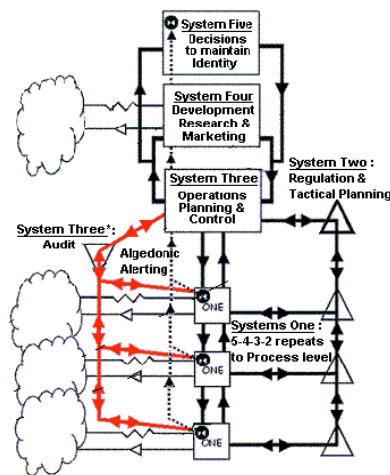 System Five
Decisions
to maintain
Identity
System Four
Development
Research &
Marketing
System Three
Operations
Planning &
Control
System Two:
Regulation &
Tactical Planning
System Three*:
Audit
Algedonic
Alerting
ONE
Systems One :
5-4-3-2 repeats
to Process level
ONE
ONE